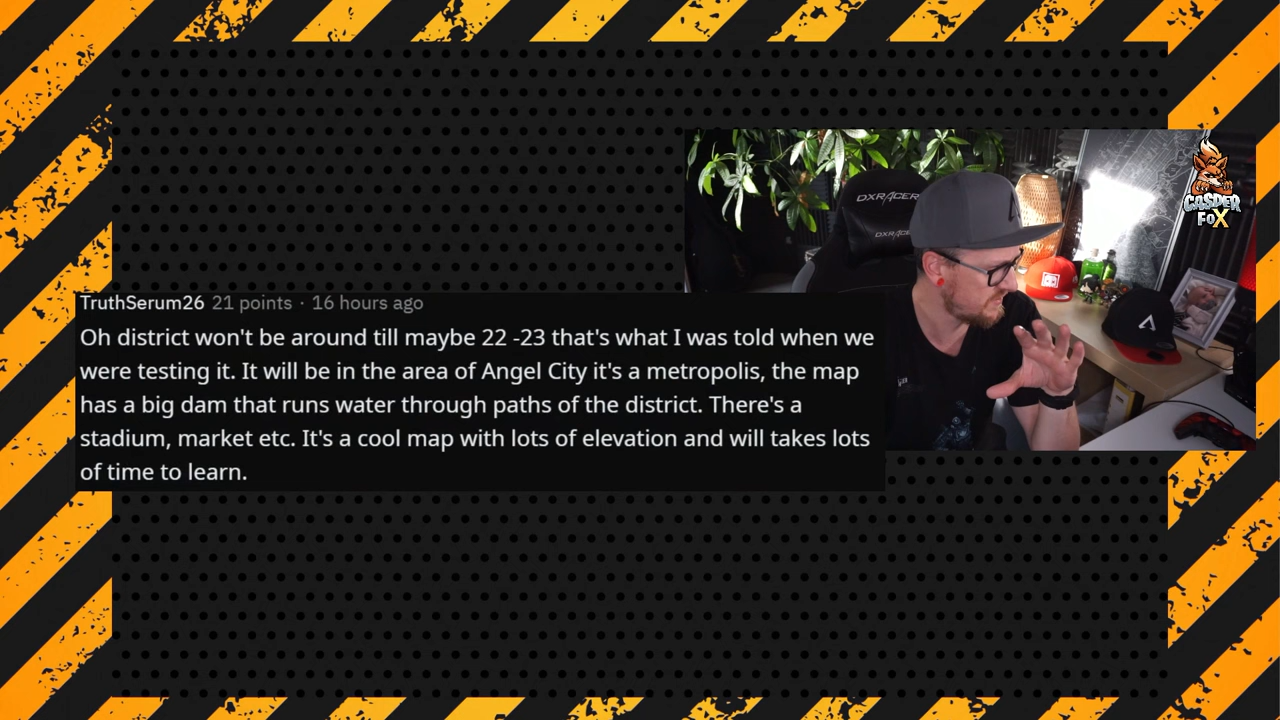 DXRACER
DXRA
CASPER
FOX
TruthSerum26 21 points · 16 hours ago
Oh district won't be around till maybe 22 -23 that's what I was told when we
were testing it. It will be in the area of Angel City it's a metropolis, the map
has a big dam that runs water through paths of the district. There's a
stadium, market etc. It's a cool map with lots of elevation and will takes lots
of time to learn.